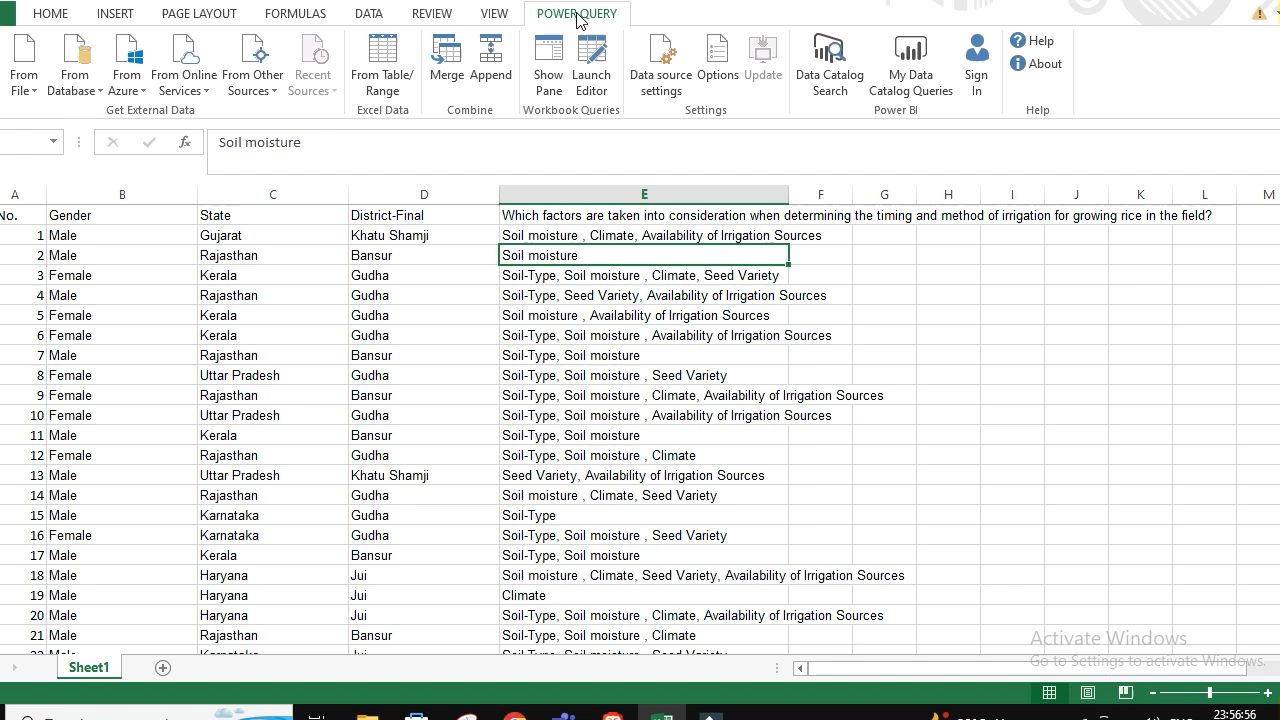 HOME INSERT PAGE LAYOUT FORMULAS DATA REVIEW VIEW POWER QUERY
From File From Database From Azure From Online Services From Other Sources Recent Sources From Table/ Range Merge Append Show Pane Launch Editor Data source settings Options Update Data Catalog Search My Data Catalog Queries Sign In Help About
Get External Data Excel Data Combine Workbook Queries Settings Power BI Help
fx Soil moisture
A B C D E F G H I J K L M
No. Gender State District-Final Which factors are taken into consideration when determining the timing and method of irrigation for growing rice in the field?
1 Male Gujarat Khatu Shamji Soil moisture , Climate, Availability of Irrigation Sources
2 Male Rajasthan Bansur Soil moisture
3 Female Kerala Gudha Soil-Type, Soil moisture , Climate, Seed Variety
4 Male Rajasthan Gudha Soil-Type, Seed Variety, Availability of Irrigation Sources
5 Female Kerala Gudha Soil moisture , Availability of Irrigation Sources
6 Female Kerala Gudha Soil-Type, Soil moisture , Availability of Irrigation Sources
7 Male Rajasthan Bansur Soil-Type, Soil moisture
8 Female Uttar Pradesh Gudha Soil-Type, Soil moisture , Seed Variety
9 Female Rajasthan Bansur Soil-Type, Soil moisture , Climate, Availability of Irrigation Sources
10 Female Uttar Pradesh Gudha Soil-Type, Soil moisture , Availability of Irrigation Sources
11 Male Kerala Bansur Soil-Type, Soil moisture
12 Female Rajasthan Gudha Soil-Type, Soil moisture , Climate
13 Male Uttar Pradesh Khatu Shamji Seed Variety, Availability of Irrigation Sources
14 Male Rajasthan Gudha Soil moisture , Climate, Seed Variety
15 Male Karnataka Gudha Soil-Type
16 Female Karnataka Gudha Soil-Type, Soil moisture , Seed Variety
17 Male Kerala Bansur Soil-Type, Soil moisture
18 Male Haryana Jui Soil moisture , Climate, Seed Variety, Availability of Irrigation Sources
19 Male Haryana Jui Climate
20 Male Haryana Jui Soil-Type, Soil moisture , Climate, Availability of Irrigation Sources
21 Male Rajasthan Bansur Soil-Type, Soil moisture , Climate
Activate Windows
Go to Settings to activate Windows.
Sheet1
23:56:56